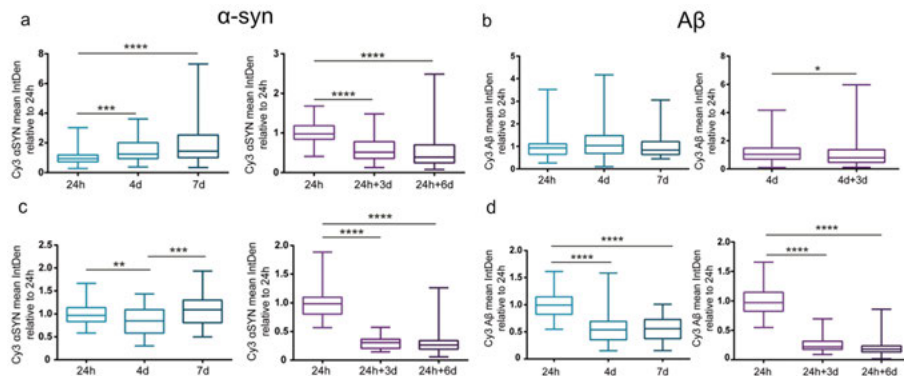 α-syn
Aβ
a
Cy3 αSYN mean IntDen
relative to 24h
8
6
4
2
0
****
***
24h 4d 7d
Cy3 αSYN mean IntDen
relative to 24h
3
2
1
0
****
****
24h 24h+3d 24h+6d
b
Cy3 Aβ mean IntDen
relative to 24h
5
4
3
2
1
0
24h 4d 7d
Cy3 Aβ mean IntDen
relative to 24h
8
6
4
2
0
*
4d 4d+3d
c
Cy3 αSYN mean IntDen
relative to 24h
2.5
2.0
1.5
1.0
0.5
0
**
***
24h 4d 7d
Cy3 αSYN mean IntDen
relative to 24h
2.0
1.5
1.0
0.5
0
****
****
24h 24h+3d 24h+6d
d
Cy3 Aβ mean IntDen
relative to 24h
2.0
1.5
1.0
0.5
0
****
****
24h 4d 7d
Cy3 Aβ mean IntDen
relative to 24h
2.0
1.5
1.0
0.5
0
****
****
24h 24h+3d 24h+6d